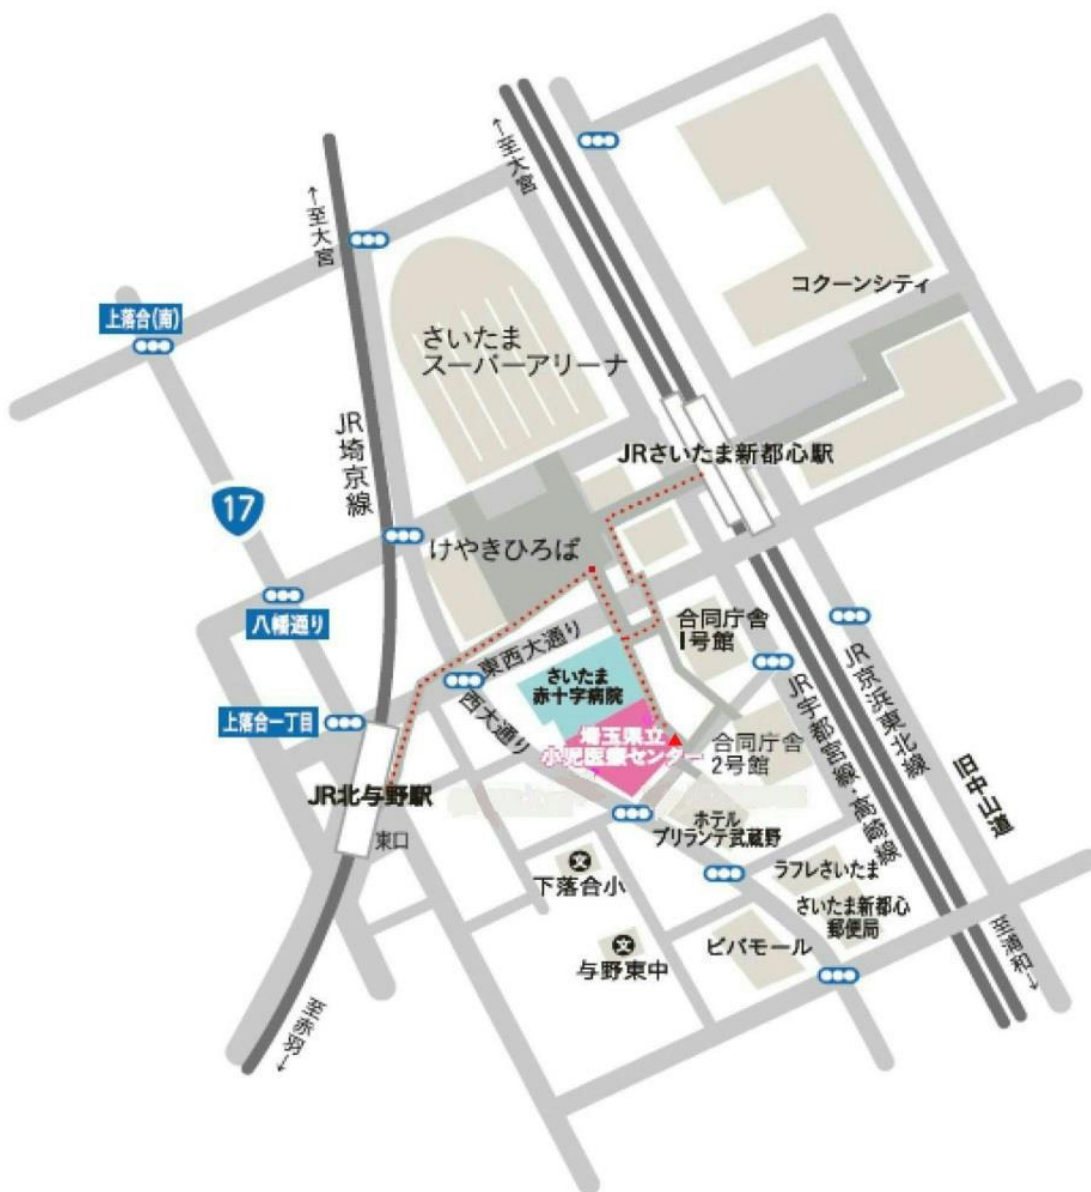 ←至大宮
←至大宮
コクーンシティ
上落合(南)
さいたま
スーパーアリーナ
JR埼京線
JRさいたま新都心駅
17
けやきひろば
八幡通り
東西大通り
合同庁舎
1号館
さいたま
赤十字病院
上落合一丁目
西大通り
埼玉県立
小児医療センター
合同庁舎
2号館
JR宇都宮線・高崎線
JR京浜東北線
旧中山道
JR北与野駅
東口
ホテル
ブリランテ武蔵野
下落合小
文
ラフレさいたま
さいたま新都心
郵便局
文
与野東中
ビバモール
至浦和→
至赤羽→